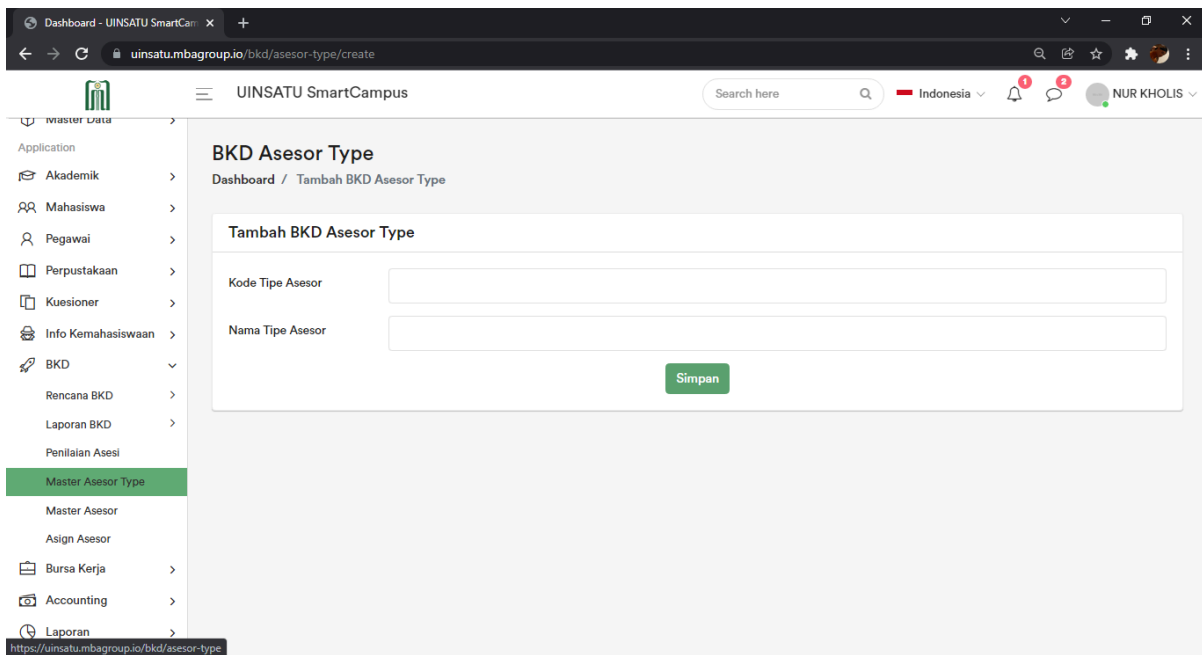 Dashboard - UINSATU SmartCam
uinsatu.mbagroup.io/bkd/asesor-type/create
UINSATU SmartCampus
Search here
Indonesia
1
2
NUR KHOLIS
Master Data
Application
Akademik
Mahasiswa
Pegawai
Perpustakaan
Kuesioner
Info Kemahasiswaan
BKD
Rencana BKD
Laporan BKD
Penilaian Asesi
Master Asesor Type
Master Asesor
Asign Asesor
Bursa Kerja
Accounting
Laporan
https://uinsatu.mbagroup.io/bkd/asesor-type
BKD Asesor Type
Dashboard / Tambah BKD Asesor Type
Tambah BKD Asesor Type
Kode Tipe Asesor
Nama Tipe Asesor
Simpan